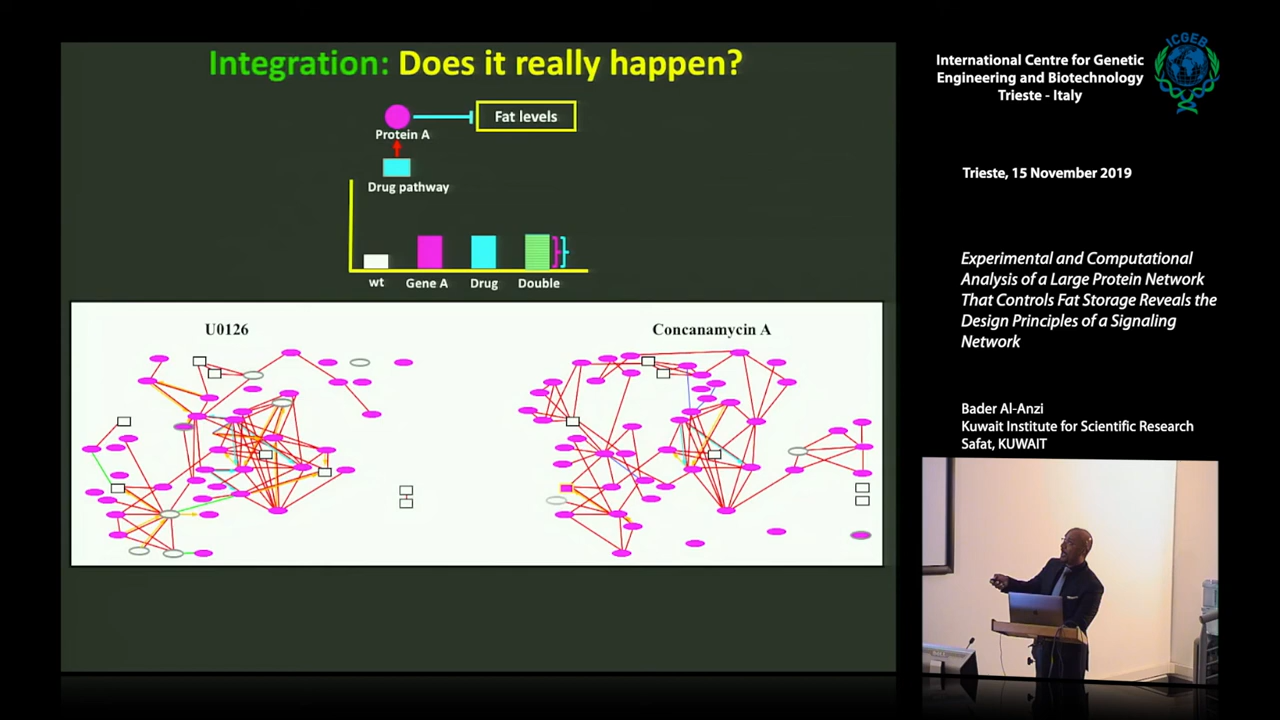 Integration: Does it really happen?
Protein A
Fat levels
Drug pathway
wt
Gene A
Drug
Double
U0126
Concanamycin A
ICGEB
International Centre for Genetic
Engineering and Biotechnology
Trieste - Italy
Trieste, 15 November 2019
Experimental and Computational
Analysis of a Large Protein Network
That Controls Fat Storage Reveals the
Design Principles of a Signaling
Network
Bader Al-Anzi
Kuwait Institute for Scientific Research
Safat, KUWAIT